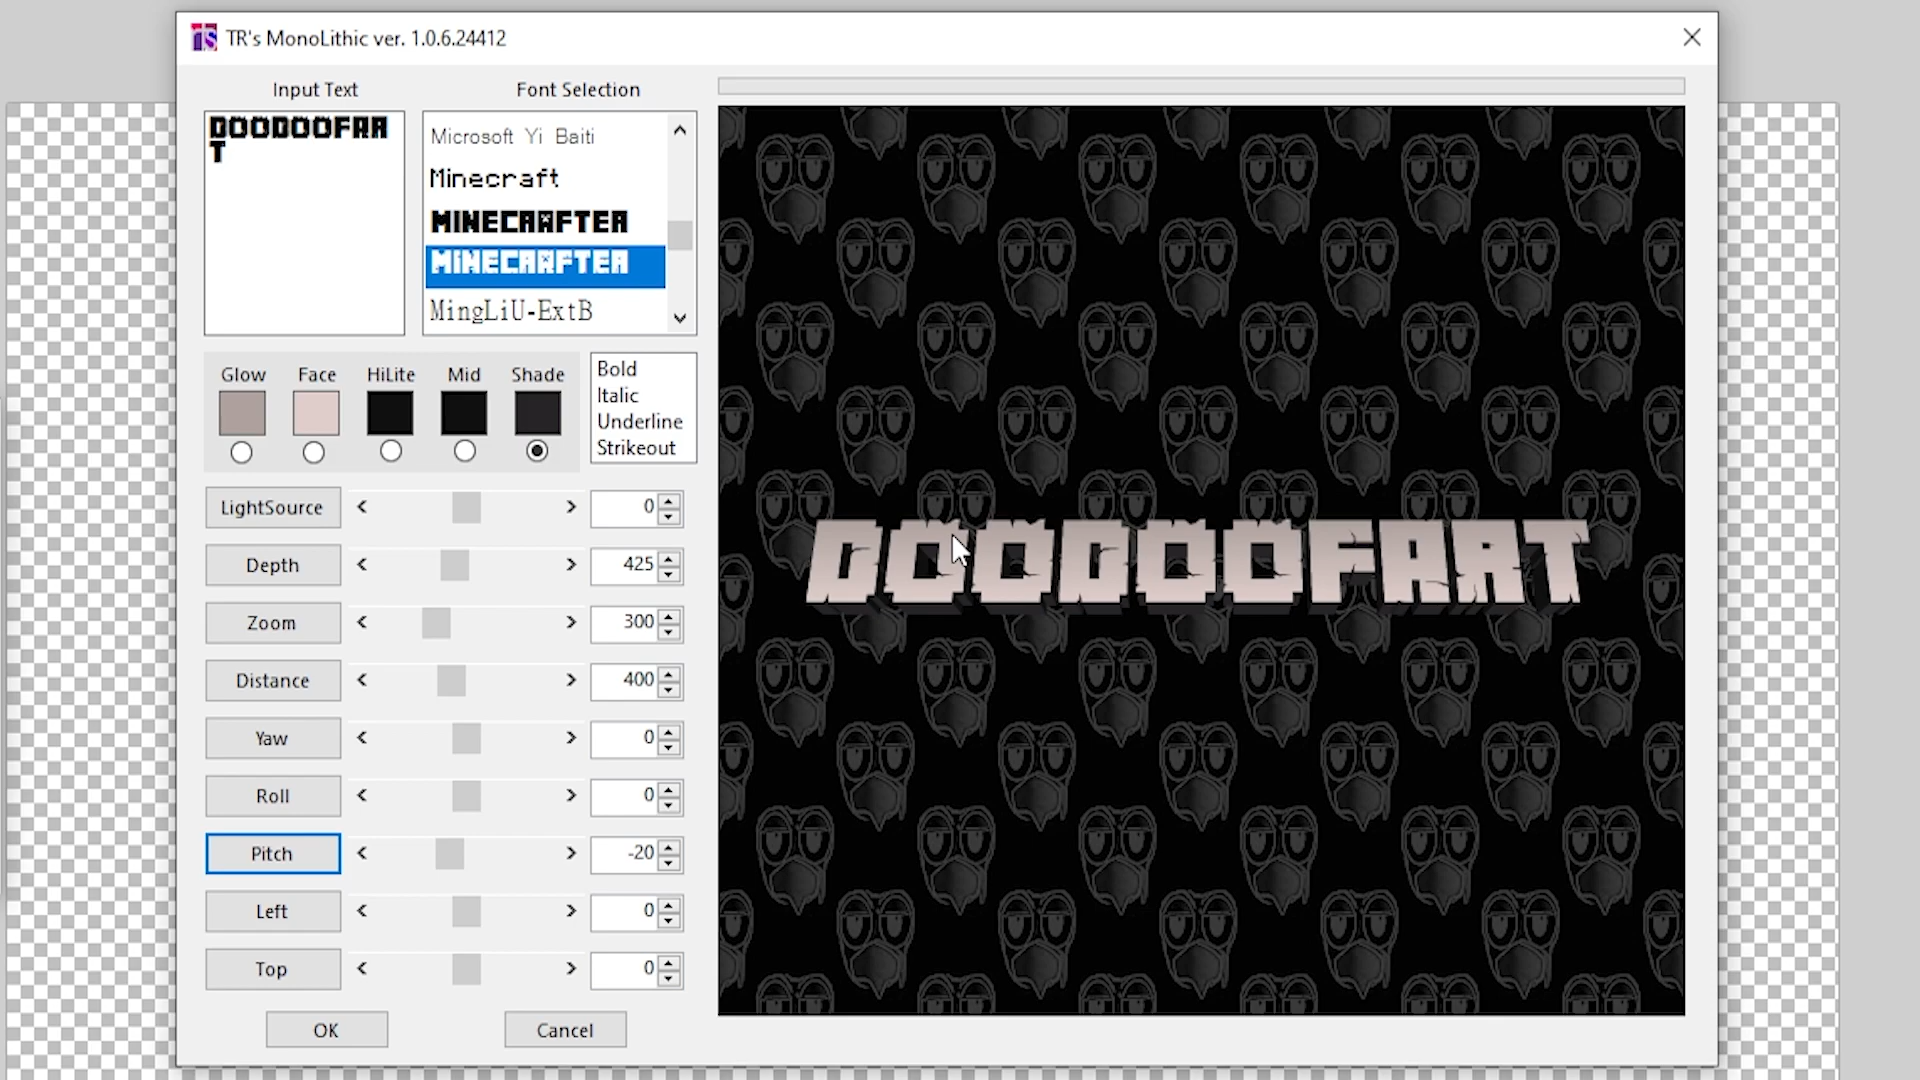 TR's MonoLithic ver. 1.0.6.24412
Input Text
Font Selection
DOODOOFAR
T
Microsoft Yi Baiti
Minecraft
MINECRAFTER
MINECRAFTER
MingLiU-ExtB
Glow Face HiLite Mid Shade
Bold
Italic
Underline
Strikeout
LightSource < > 0
Depth < > 425
Zoom < > 300
Distance < > 400
Yaw < > 0
Roll < > 0
Pitch < > -20
Left < > 0
Top < > 0
OK
Cancel
DOODOOFART